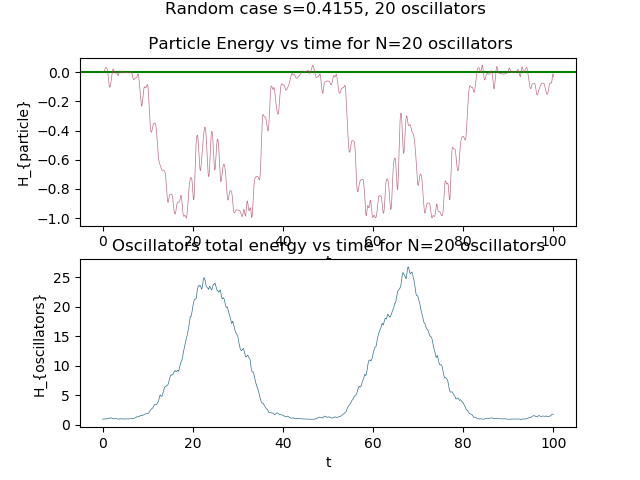 Random case s=0.4155, 20 oscillators
Particle Energy vs time for N=20 oscillators
0.0
−0.2
−0.4
−0.6
−0.8
−1.0
H_{particle}
0 20 40 60 80 100
t
Oscillators total energy vs time for N=20 oscillators
25
20
15
10
5
0
H_{oscillators}
0 20 40 60 80 100
t